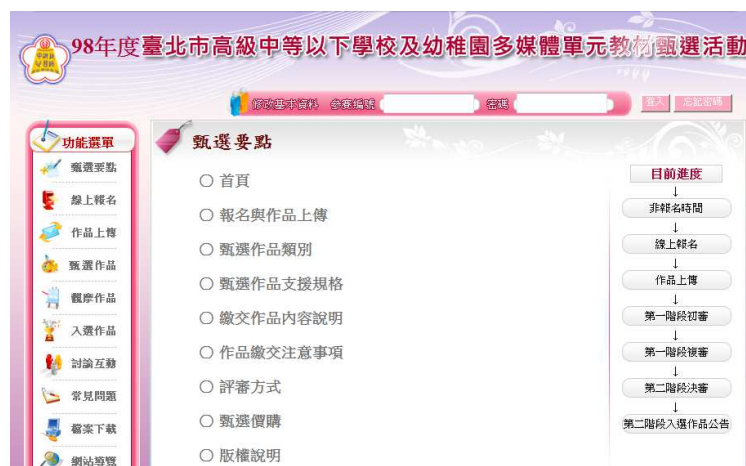 98年度臺北市高級中等以下學校及幼稚園多媒體單元教材甄選活動
修改基本資料 參賽編號 密碼 登入 忘記密碼
功能選單
甄選要點
線上報名
作品上傳
甄選作品
觀摩作品
入選作品
討論互動
常見問題
檔案下載
網站導覽
甄選要點
首頁
報名與作品上傳
甄選作品類別
甄選作品支援規格
繳交作品內容說明
作品繳交注意事項
評審方式
甄選價購
版權說明
目前進度
↓
非報名時間
↓
線上報名
↓
作品上傳
↓
第一階段初審
↓
第一階段複審
↓
第二階段決審
↓
第二階段入選作品公告